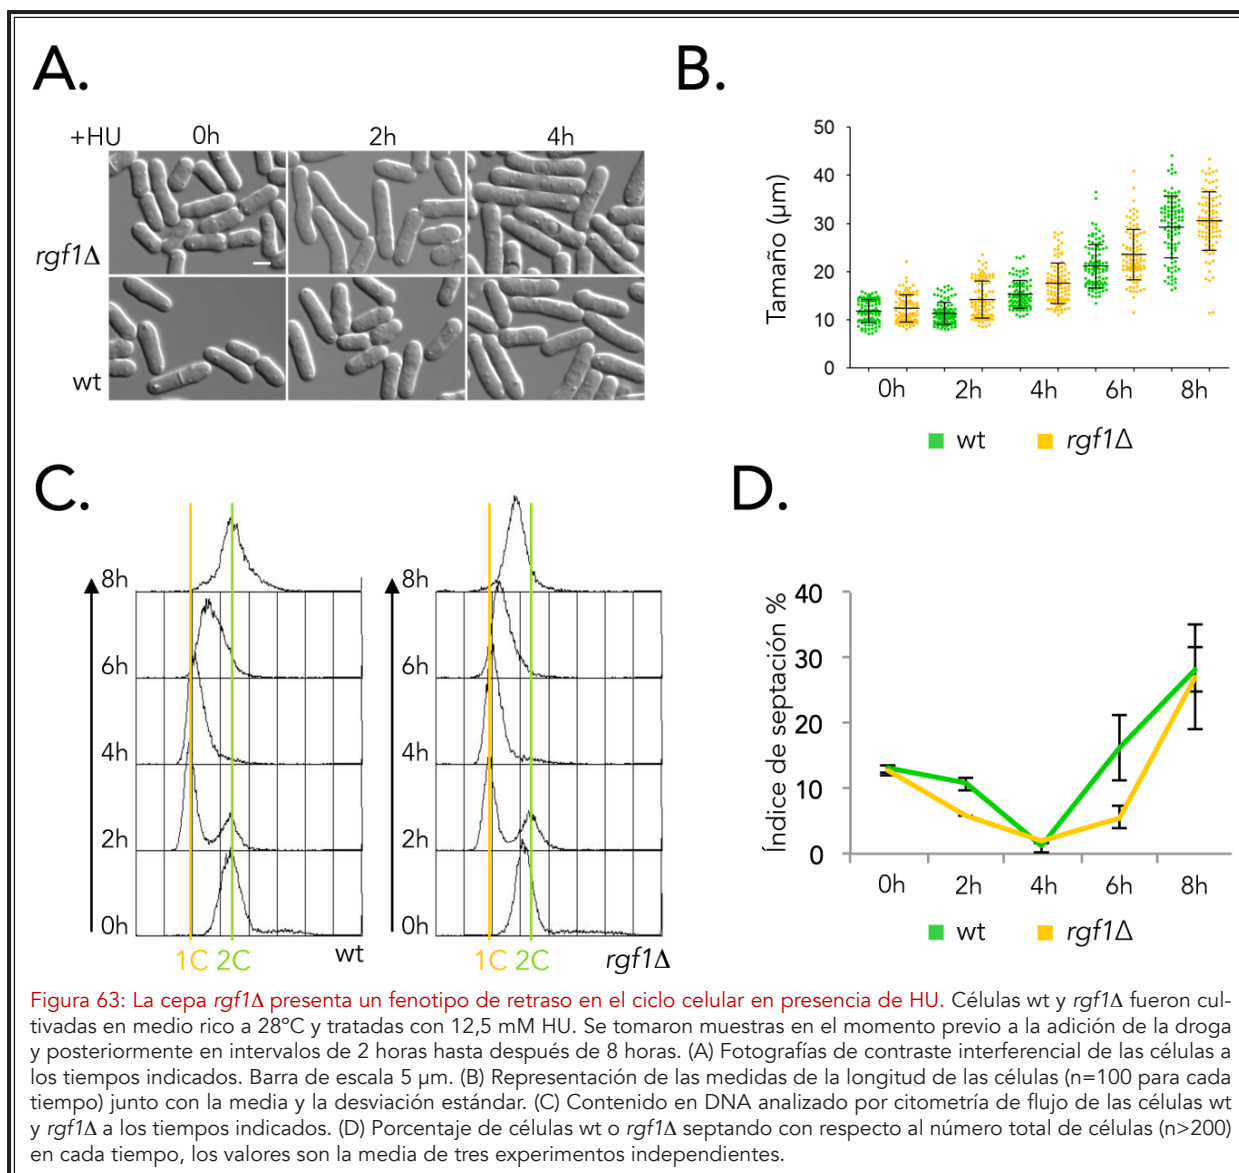 A.
+HU 0h 2h 4h
rgf1Δ
wt
B.
Tamaño (µm)
50
40
30
20
10
0
0h 2h 4h 6h 8h
wt rgf1Δ
C.
8h
6h
4h
2h
0h
1C 2C wt
8h
6h
4h
2h
0h
1C 2C rgf1Δ
D.
Índice de septación %
40
30
20
10
0
0h 2h 4h 6h 8h
wt rgf1Δ
Figura 63: La cepa rgf1Δ presenta un fenotipo de retraso en el ciclo celular en presencia de HU. Células wt y rgf1Δ fueron cul-
tivadas en medio rico a 28ºC y tratadas con 12,5 mM HU. Se tomaron muestras en el momento previo a la adición de la droga
y posteriormente en intervalos de 2 horas hasta después de 8 horas. (A) Fotografías de contraste interferencial de las células a
los tiempos indicados. Barra de escala 5 µm. (B) Representación de las medidas de la longitud de las células (n=100 para cada
tiempo) junto con la media y la desviación estándar. (C) Contenido en DNA analizado por citometría de flujo de las células wt
y rgf1Δ a los tiempos indicados. (D) Porcentaje de células wt o rgf1Δ septando con respecto al número total de células (n>200)
en cada tiempo, los valores son la media de tres experimentos independientes.